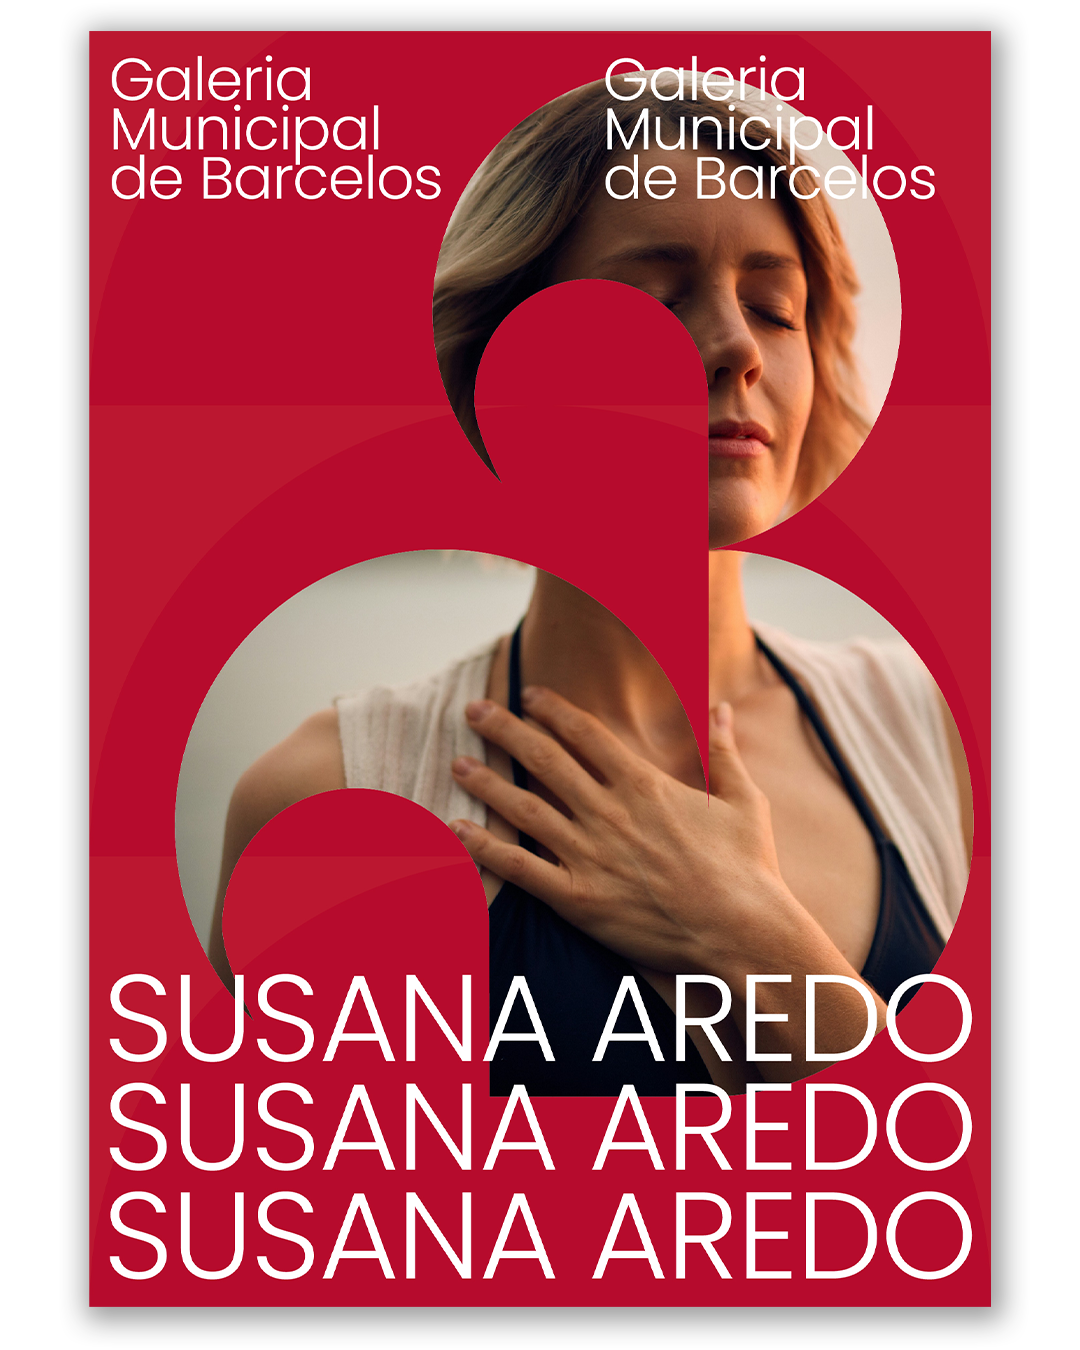 Galeria
Municipal
de Barcelos
Galeria
Municipal
de Barcelos
SUSANA AREDO
SUSANA AREDO
SUSANA AREDO